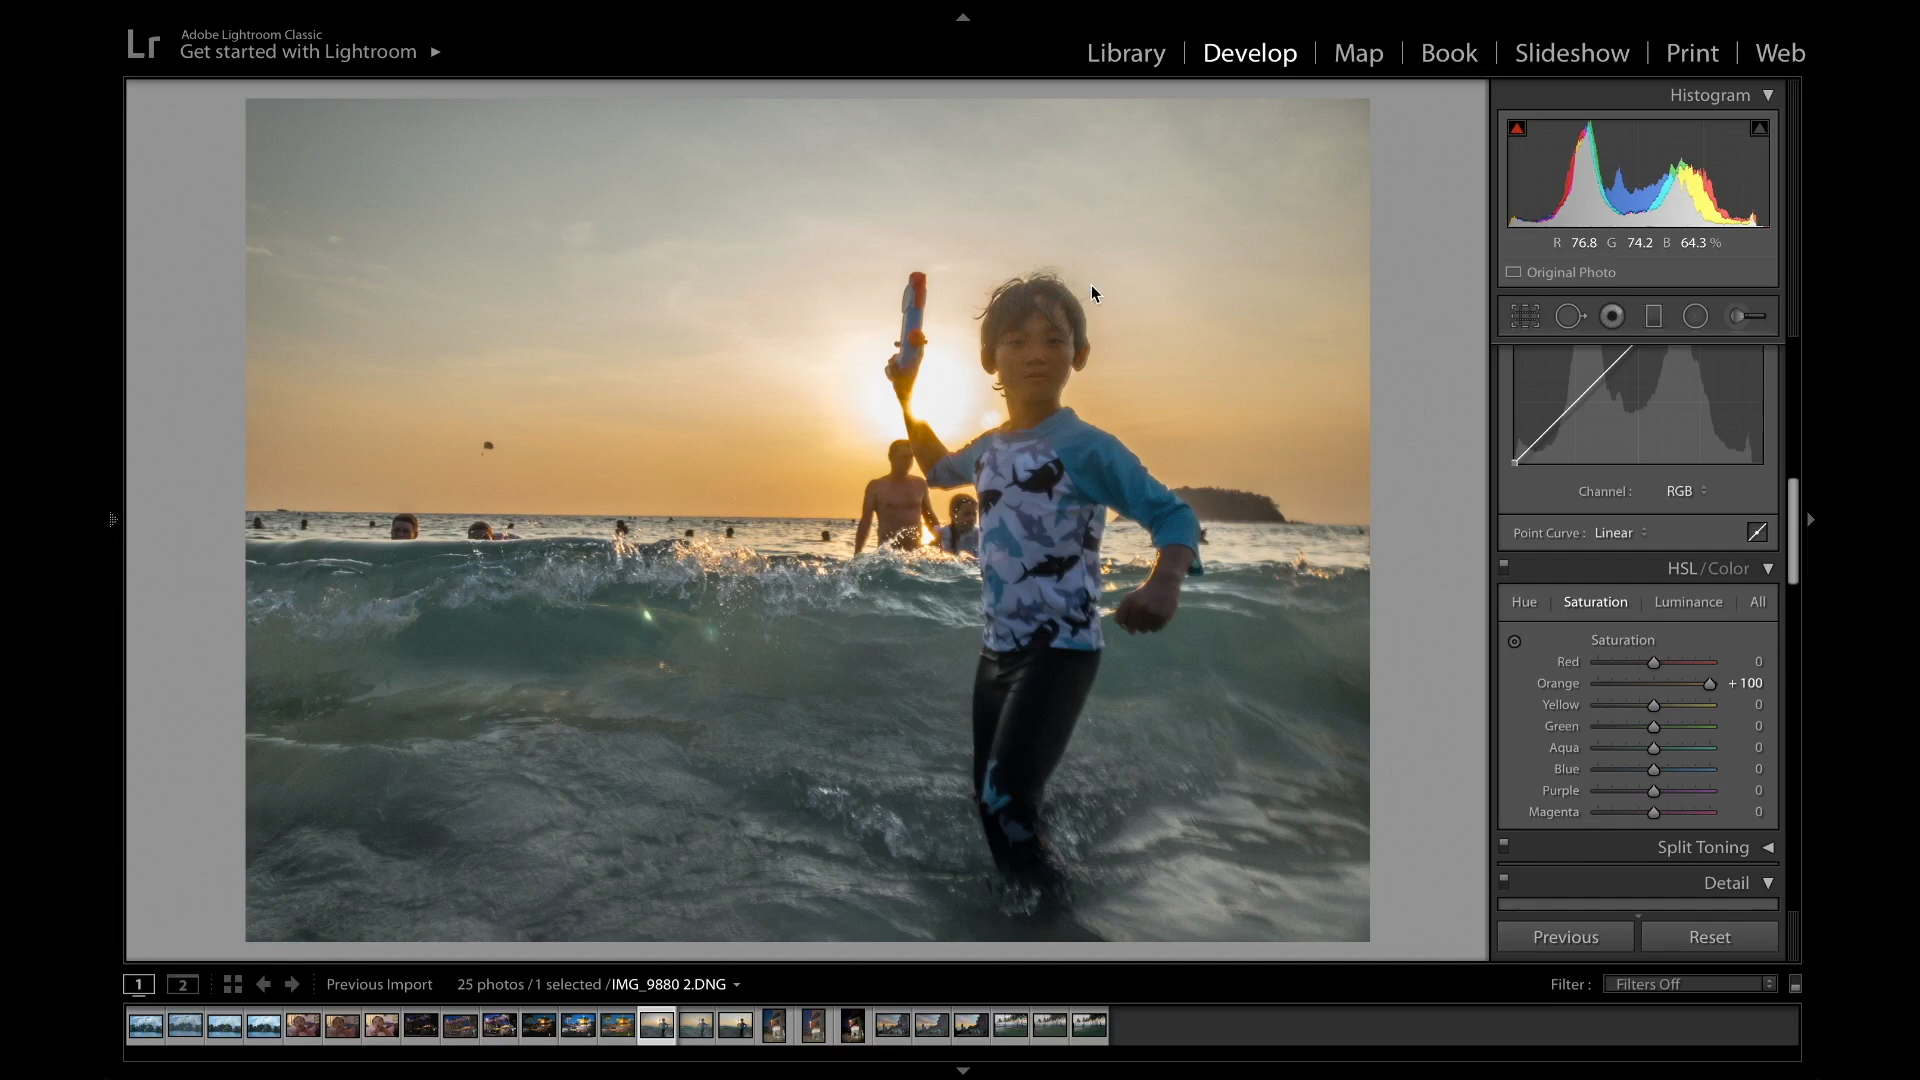 Lr
Adobe Lightroom Classic
Get started with Lightroom
Library | Develop | Map | Book | Slideshow | Print | Web
Histogram
R 76.8 G 74.2 B 64.3 %
Original Photo
Channel : RGB
Point Curve : Linear
HSL / Color
Hue | Saturation | Luminance | All
Saturation
Red 0
Orange + 100
Yellow 0
Green 0
Aqua 0
Blue 0
Purple 0
Magenta 0
Split Toning
Detail
Previous Reset
1 2 Previous Import 25 photos / 1 selected / IMG_9880 2.DNG Filter : Filters Off